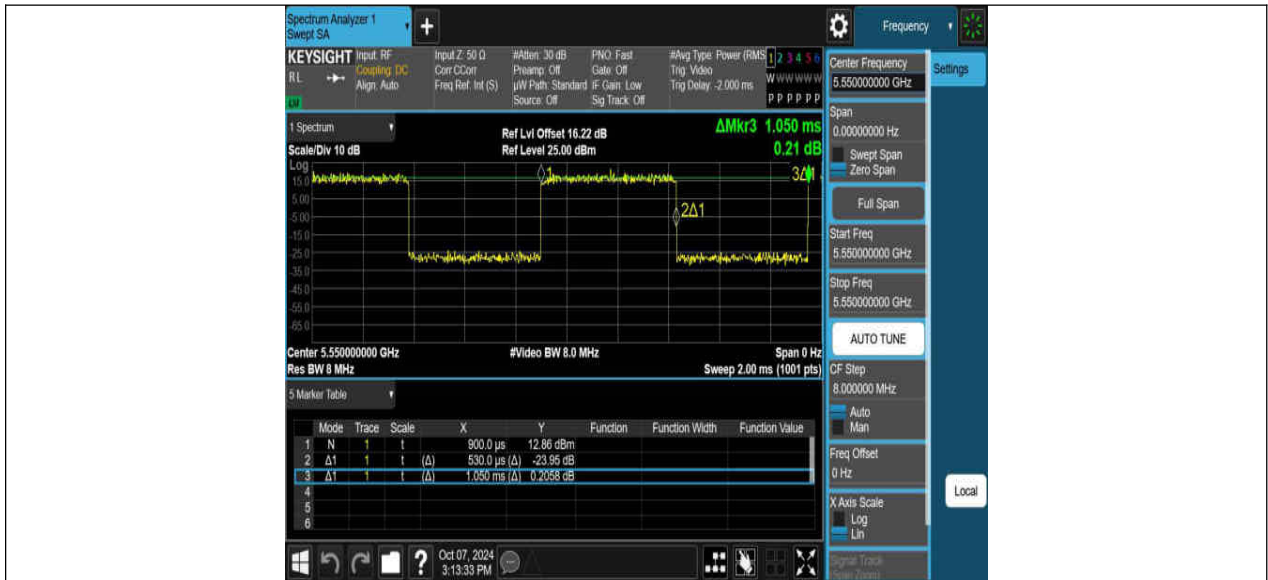 Spectrum Analyzer 1
Swept SA
+
Frequency
KEYSIGHT
RL
LXI
Input: RF
Coupling: DC
Align: Auto
Input Z: 50 Ω
Corr CCorr
Freq Ref: Int (S)
#Atten: 30 dB
Preamp: Off
µW Path: Standard
Source: Off
PNO: Fast
Gate: Off
IF Gain: Low
Sig Track: Off
#Avg Type: Power (RMS
Trig: Video
Trig Delay: -2.000 ms
1 2 3 4 5 6
W W W W W W
P P P P P P
Center Frequency
5.550000000 GHz
Settings
Span
0.00000000 Hz
Swept Span
Zero Span
Full Span
Start Freq
5.550000000 GHz
Stop Freq
5.550000000 GHz
AUTO TUNE
CF Step
8.000000 MHz
Auto
Man
Freq Offset
0 Hz
X Axis Scale
Log
Lin
Signal Track
(Span Zoom)
Local
1 Spectrum
Scale/Div 10 dB
Ref Lvl Offset 16.22 dB
Ref Level 25.00 dBm
ΔMkr3 1.050 ms
0.21 dB
Log
15.0
5.00
-5.00
-15.0
-25.0
-35.0
-45.0
-55.0
-65.0
1
2Δ1
3Δ1
Center 5.550000000 GHz
#Video BW 8.0 MHz
Span 0 Hz
Res BW 8 MHz
Sweep 2.00 ms (1001 pts)
5 Marker Table
Mode Trace Scale X Y Function Function Width Function Value
1 N 1 t 900.0 µs 12.86 dBm
2 Δ1 1 t (Δ) 530.0 µs (Δ) -23.95 dB
3 Δ1 1 t (Δ) 1.050 ms (Δ) 0.2058 dB
4
5
6
?
Oct 07, 2024
3:13:33 PM